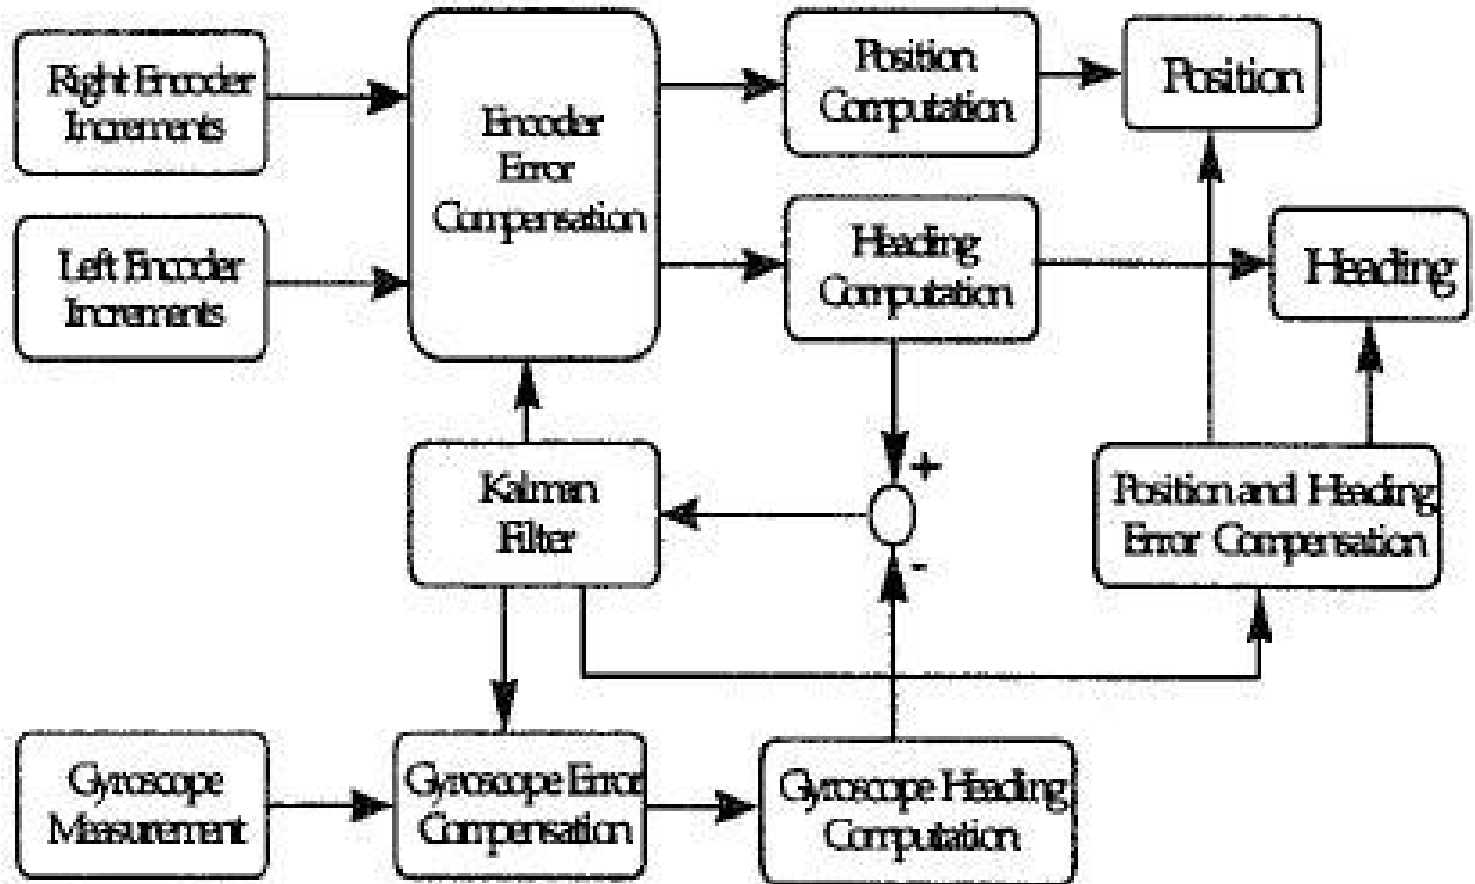 Right Encoder
Increments
Left Encoder
Increments
Encoder
Error
Compensation
Position
Computation
Position
Heading
Computation
Heading
Kalman
Filter
+
-
Position and Heading
Error Compensation
Gyroscope
Measurement
Gyroscope Error
Compensation
Gyroscope Heading
Computation